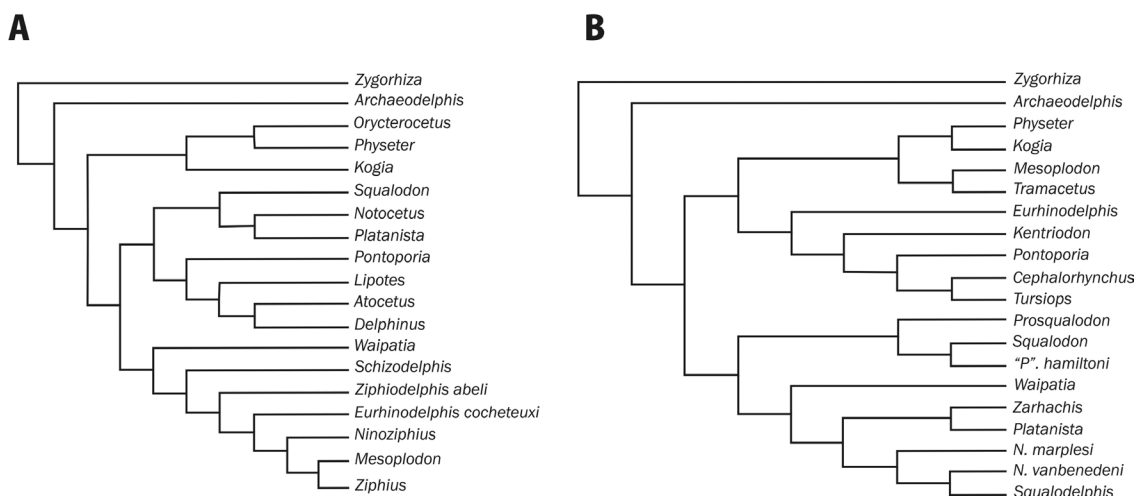 A
Zygorhiza
Archaeodelphis
Orycterocetus
Physeter
Kogia
Squalodon
Notocetus
Platanista
Pontoporia
Lipotes
Atocetus
Delphinus
Waipatia
Schizodelphis
Ziphiodelphis abeli
Eurhinodelphis cocheteuxi
Ninoziphius
Mesoplodon
Ziphius
B
Zygorhiza
Archaeodelphis
Physeter
Kogia
Mesoplodon
Tramacetus
Eurhinodelphis
Kentriodon
Pontoporia
Cephalorhynchus
Tursiops
Prosqualodon
Squalodon
“P”. hamiltoni
Waipatia
Zarhachis
Platanista
N. marplesi
N. vanbenedeni
Squalodelphis